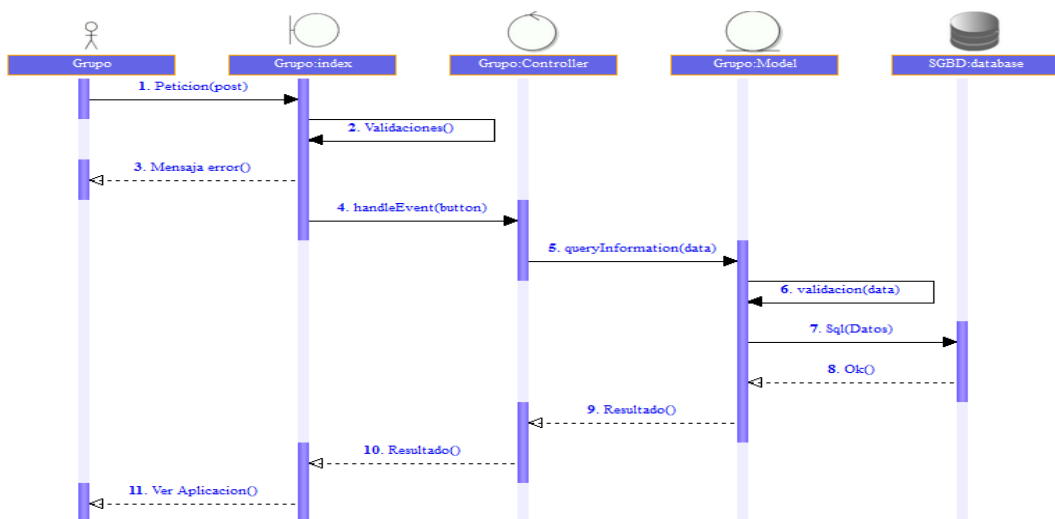 Grupo
Grupo:index
Grupo:Controller
Grupo:Model
SGBD:database
1. Peticion(post)
2. Validaciones()
3. Mensaja error()
4. handleEvent(button)
5. queryInformation(data)
6. validacion(data)
7. Sql(Datos)
8. Ok()
9. Resultado()
10. Resultado()
11. Ver Aplicacion()